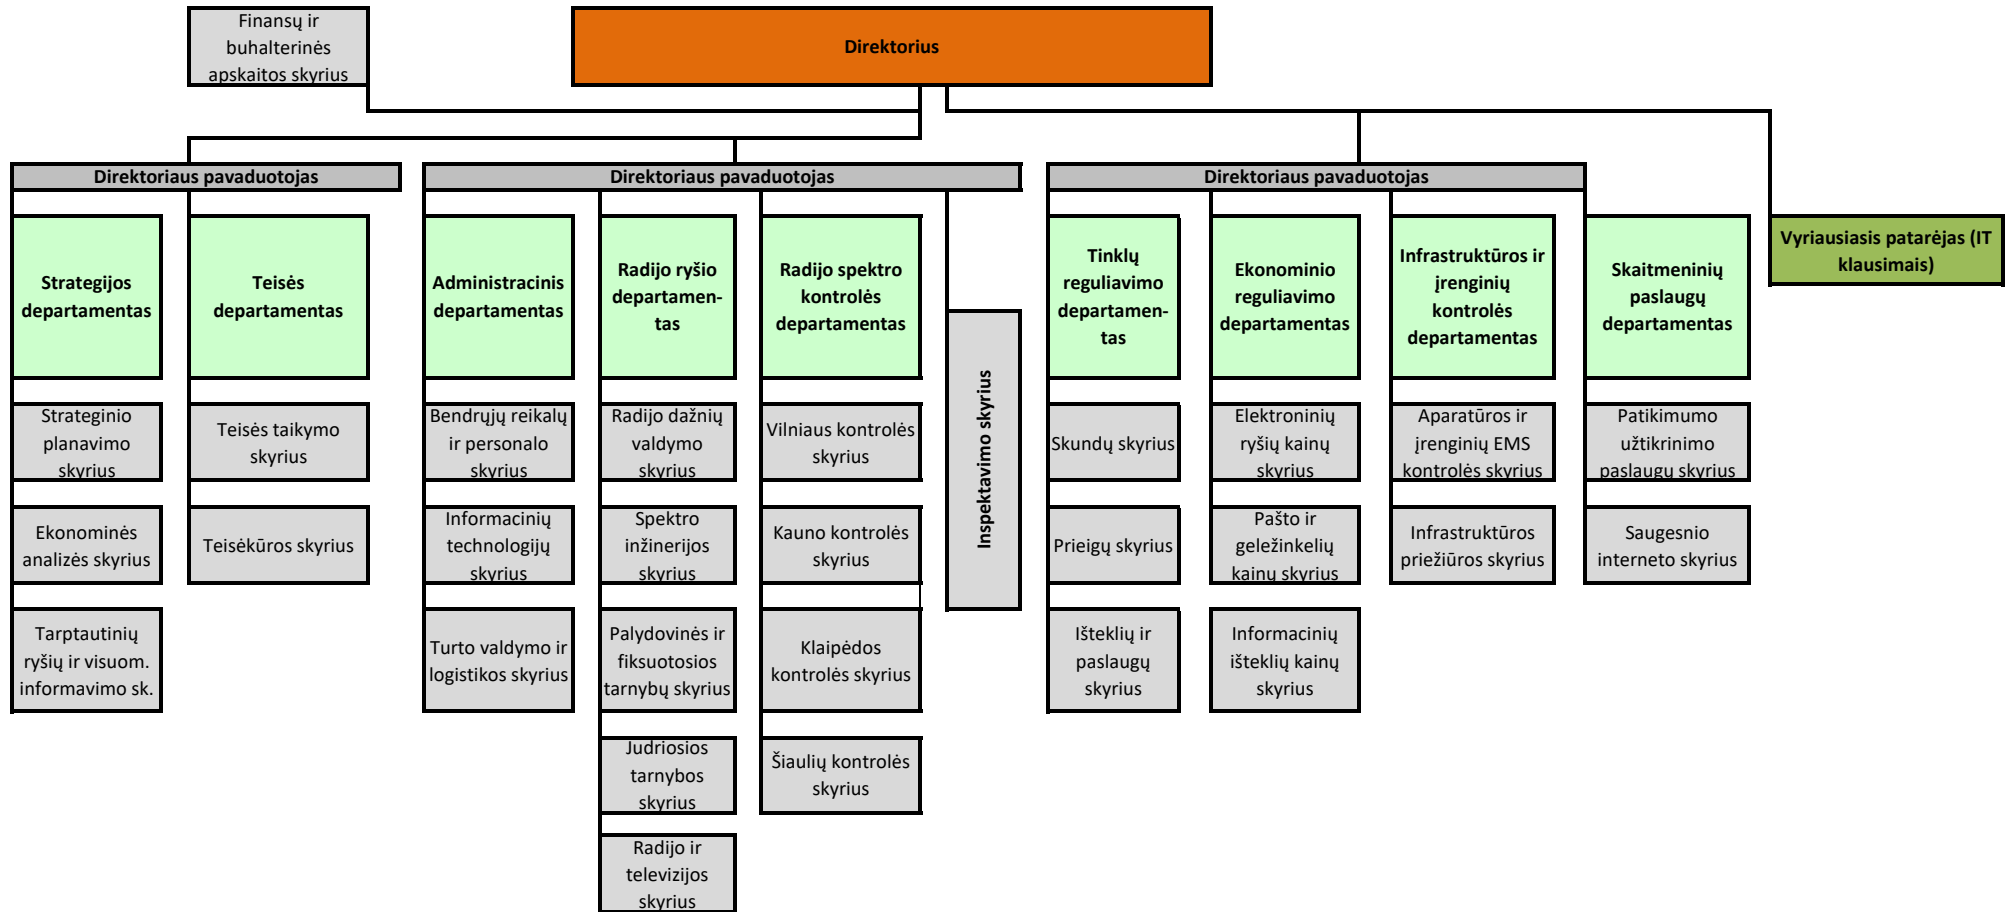 Finansų ir
buhalterinės
apskaitos skyrius
Direktorius
Direktoriaus pavaduotojas
Direktoriaus pavaduotojas
Direktoriaus pavaduotojas
Strategijos
departamentas
Teisės
departamentas
Administracinis
departamentas
Radijo ryšio
departamen-
tas
Radijo spektro
kontrolės
departamentas
Inspektavimo skyrius
Tinklų
reguliavimo
departamen-
tas
Ekonominio
reguliavimo
departamentas
Infrastruktūros ir
įrenginių
kontrolės
departamentas
Skaitmeninių
paslaugų
departamentas
Vyriausiasis patarėjas (IT
klausimais)
Strateginio
planavimo
skyrius
Teisės taikymo
skyrius
Bendrųjų reikalų
ir personalo
skyrius
Radijo dažnių
valdymo
skyrius
Vilniaus kontrolės
skyrius
Skundų skyrius
Elektroninių
ryšių kainų
skyrius
Aparatūros ir
įrenginių EMS
kontrolės skyrius
Patikimumo
užtikrinimo
paslaugų skyrius
Ekonominės
analizės skyrius
Teisėkūros skyrius
Informacinių
technologijų
skyrius
Spektro
inžinerijos
skyrius
Kauno kontrolės
skyrius
Prieigų skyrius
Pašto ir
geležinkelių
kainų skyrius
Infrastruktūros
priežiūros skyrius
Saugesnio
interneto skyrius
Tarptautinių
ryšių ir visuom.
informavimo sk.
Turto valdymo ir
logistikos skyrius
Palydovinės ir
fiksuotosios
tarnybų skyrius
Klaipėdos
kontrolės skyrius
Išteklių ir
paslaugų
skyrius
Informacinių
išteklių kainų
skyrius
Judriosios
tarnybos
skyrius
Šiaulių kontrolės
skyrius
Radijo ir
televizijos
skyrius